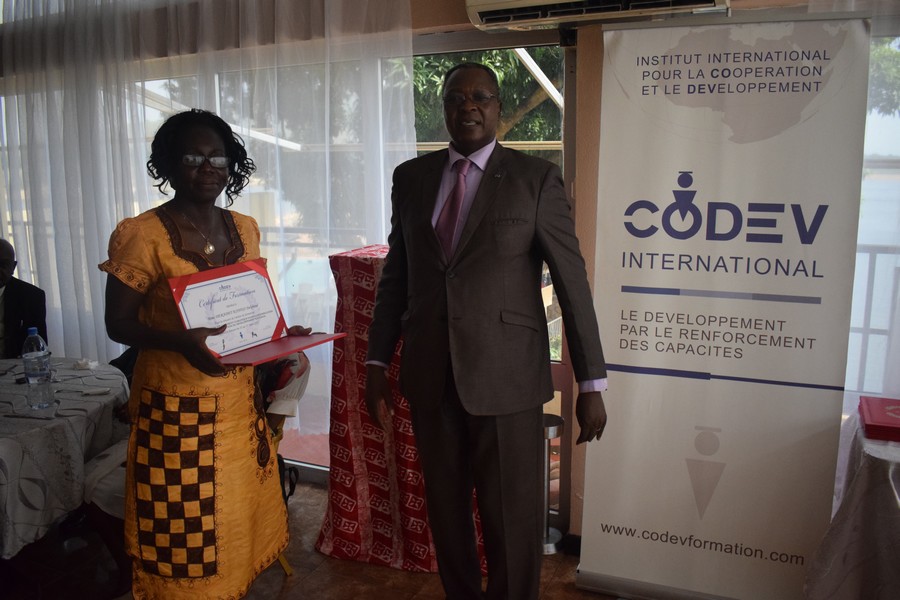 INSTITUT INTERNATIONAL
POUR LA COOPERATION
ET LE DEVELOPPEMENT
CODEV
INTERNATIONAL
LE DEVELOPPEMENT
PAR LE RENFORCEMENT
DES CAPACITES
www.codevformation.com
Certificat de Formation